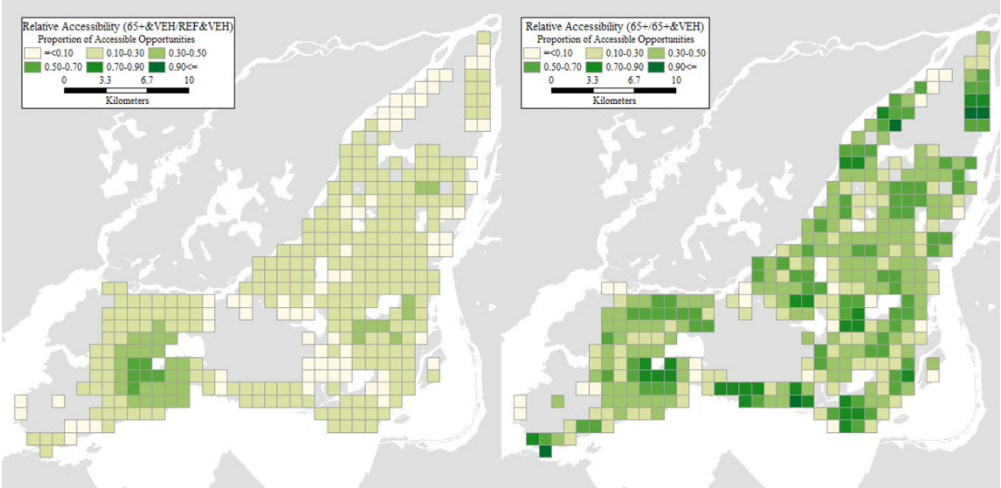 Relative Accessibility (65+&VEH/REF&VEH)
Proportion of Accessible Opportunities
=<0.10 0.10-0.30 0.30-0.50
0.50-0.70 0.70-0.90 0.90<=
0 3.3 6.7 10
Kilometers
Relative Accessibility (65+/65+&VEH)
Proportion of Accessible Opportunities
=<0.10 0.10-0.30 0.30-0.50
0.50-0.70 0.70-0.90 0.90<=
0 3.3 6.7 10
Kilometers